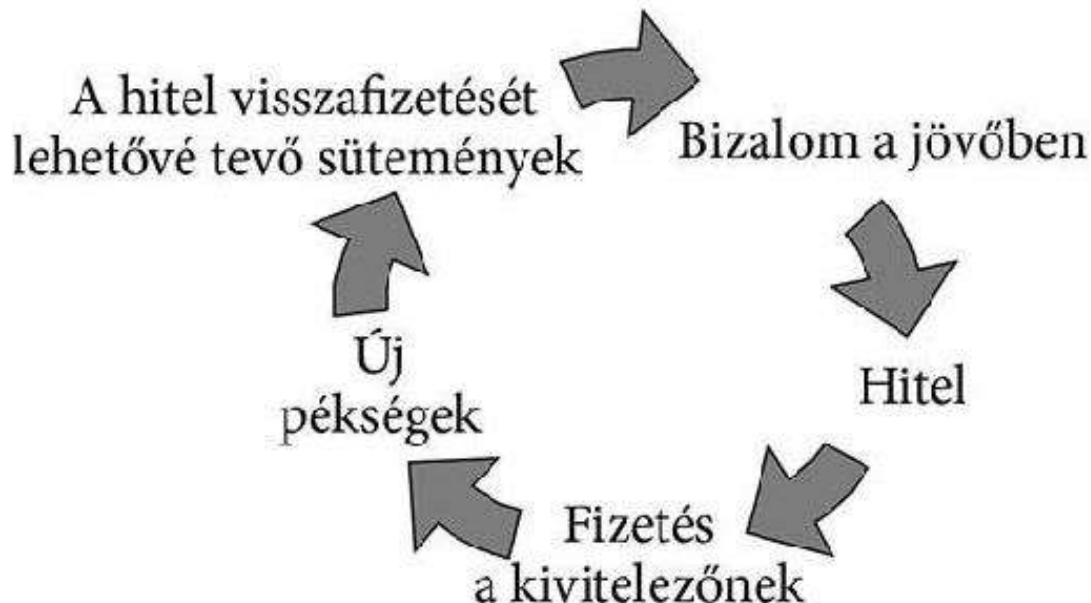 A hitel visszafizetését
lehetővé tevő sütemények
Bizalom a jövőben
Hitel
Fizetés
a kivitelezőnek
Új
pékségek